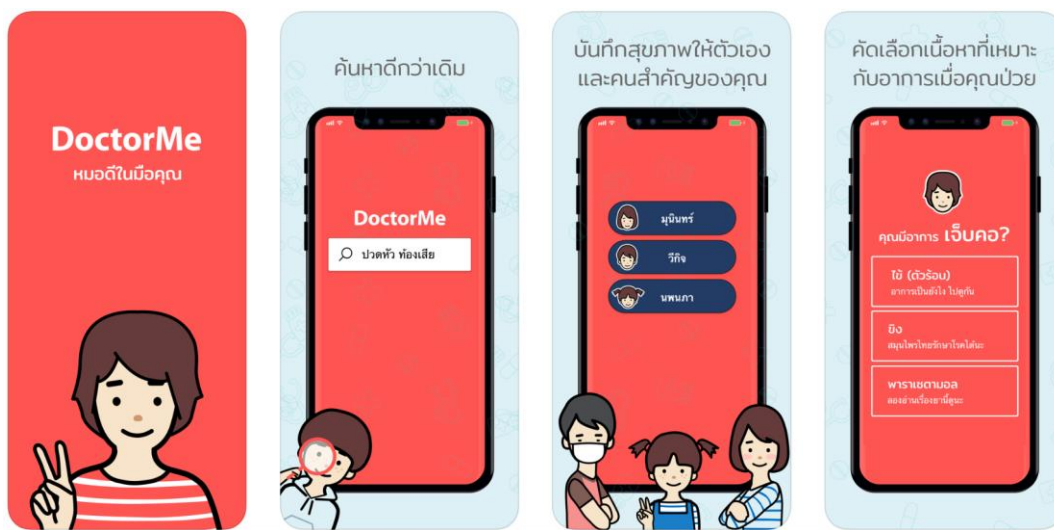 DoctorMe
หมอดีในมือคุณ
ค้นหาดีกว่าเดิม
DoctorMe
ปวดหัว ท้องเสีย
บันทึกสุขภาพให้ตัวเอง
และคนสำคัญของคุณ
มุนินทร์
วีกิจ
นพนภา
คัดเลือกเนื้อหาที่เหมาะ
กับอาการเมื่อคุณป่วย
คุณมีอาการ เจ็บคอ?
ไข้ (ตัวร้อน)
อาการเป็นยังไง ไปดูกัน
ขิง
สมุนไพรไทยรักษาโรคได้นะ
พาราเซตามอล
ลองอ่านเรื่องยานี้ดูนะ